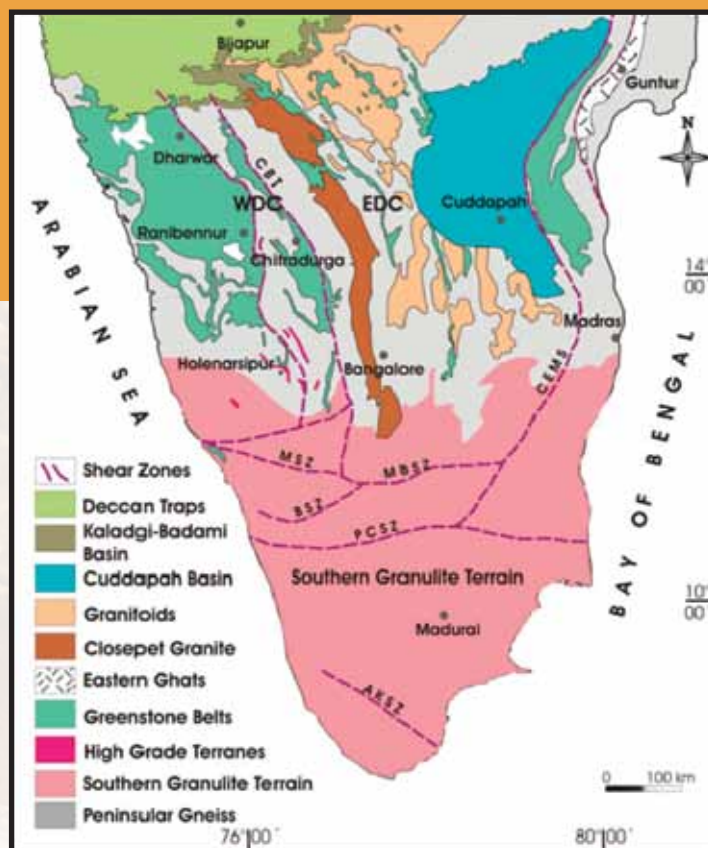 Bijapur
Guntur
N
Dharwar
CBT
WDC
EDC
Cuddapah
Ranibennur
Chitradurga
14°
00'
Madras
Holenarsipur
Bangalore
CEMS
ARABIAN SEA
BAY OF BENGAL
MSZ
MBSZ
BSZ
PCSZ
Southern Granulite Terrain
10°
00'
Madurai
AKSZ
Shear Zones
Deccan Traps
Kaladgi-Badami
Basin
Cuddapah Basin
Granitoids
Closepet Granite
Eastern Ghats
Greenstone Belts
High Grade Terranes
Southern Granulite Terrain
Peninsular Gneiss
0 100 km
76°00'
80°00'